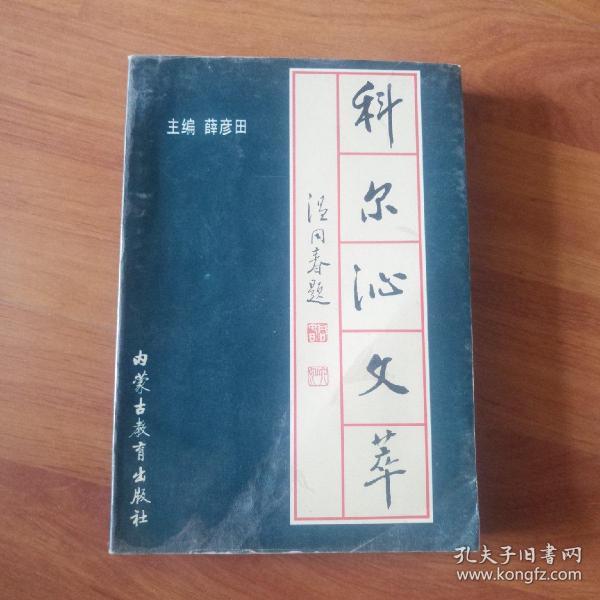 科尔沁文萃
温同春题
主编 薛彦田
内蒙古教育出版社
孔夫子旧书网
www.kongfz.com